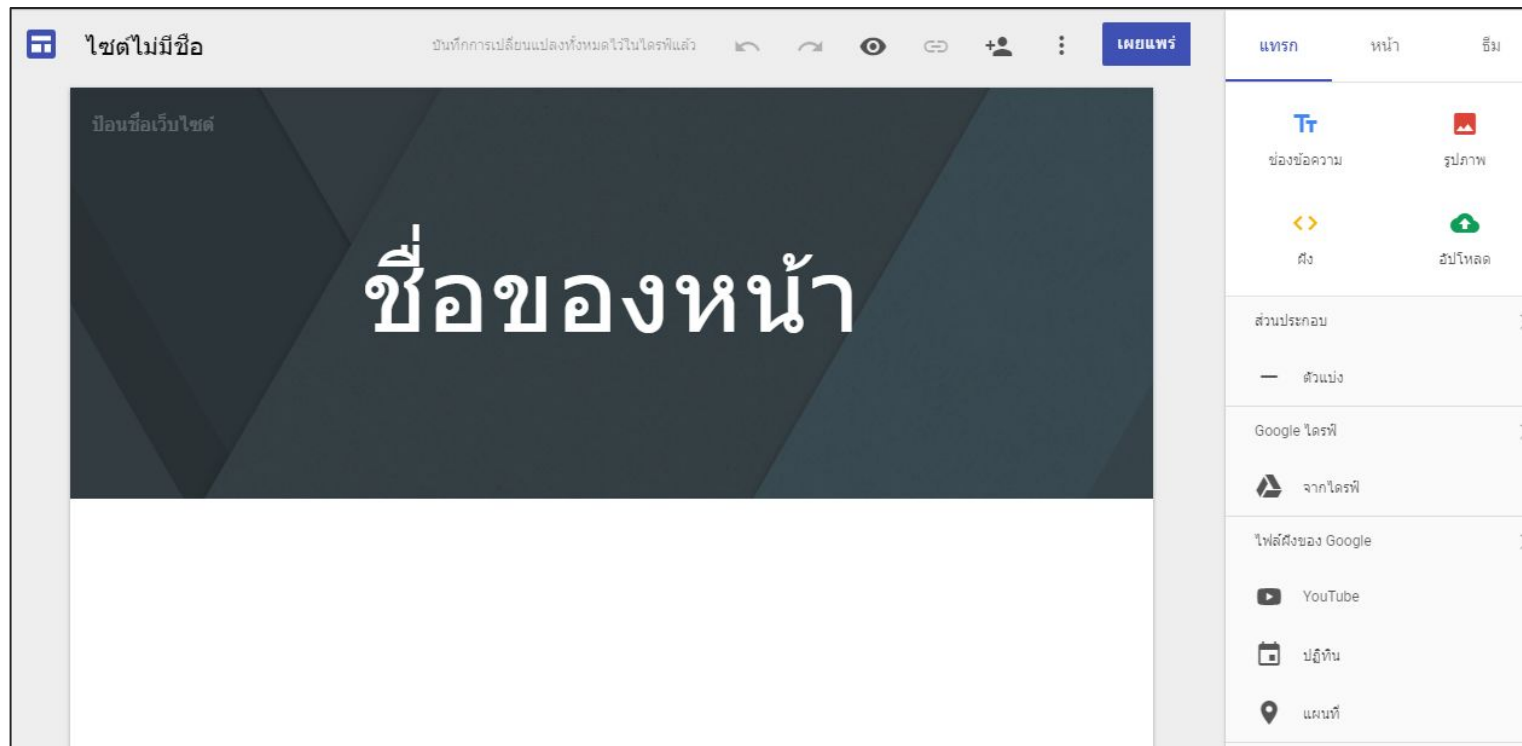 ไซต์ไม่มีชื่อ
บันทึกการเปลี่ยนแปลงทั้งหมดไว้ในไดรฟ์แล้ว
เผยแพร่
แทรก หน้า ธีม
ป้อนชื่อเว็บไซต์
ชื่อของหน้า
Tт
ช่องข้อความ รูปภาพ
ฝัง อัปโหลด
ส่วนประกอบ
ตัวแบ่ง
Google ไดรฟ์
จากไดรฟ์
ไฟล์ฝังของ Google
YouTube
ปฏิทิน
แผนที่